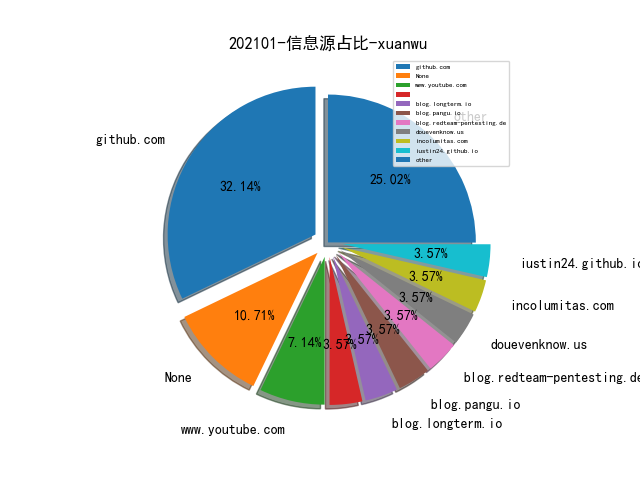 202101-信息源占比-xuanwu
github.com
None
www.youtube.com
blog.longterm.io
blog.pangu.io
blog.redteam-pentesting.de
douevenknow.us
incolumitas.com
iustin24.github.io
other
other
github.com
32.14%
25.02%
10.71%
7.14%
3.57%
3.57%
3.57%
3.57%
3.57%
3.57%
3.57%
iustin24.github.io
incolumitas.com
douevenknow.us
blog.redteam-pentesting.de
blog.pangu.io
blog.longterm.io
www.youtube.com
None